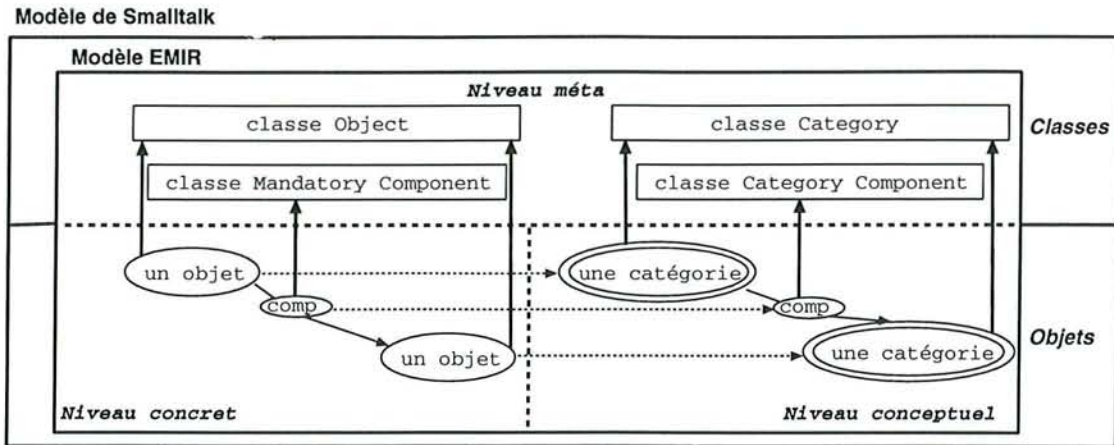 Modèle de Smalltalk
Modèle EMIR
Niveau méta
classe Object
classe Category
Classes
classe Mandatory Component
classe Category Component
un objet
une catégorie
comp
comp
un objet
une catégorie
Objets
Niveau concret
Niveau conceptuel